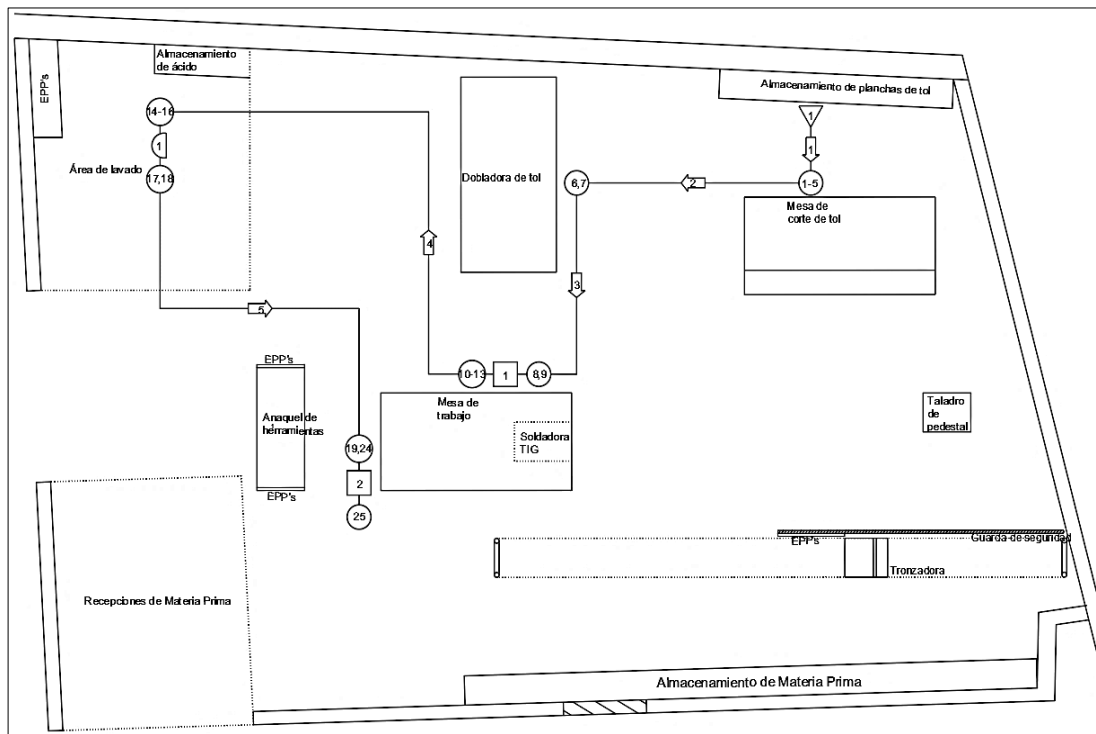 EPP's
Almacenamiento
de ácido
Almacenamiento de planchas de tol
14-16
1
1
1
Área de lavado
17,18
Dobladora de tol
6,7
2
1-5
Mesa de
corte de tol
4
3
5
EPP's
10-13
1
8,9
Mesa de
trabajo
Taladro
de
pedestal
Anaquel de
herramientas
Soldadora
TIG
19,24
EPP's
2
25
EPP's
Guarda de seguridad
Tronzadora
Recepciones de Materia Prima
Almacenamiento de Materia Prima